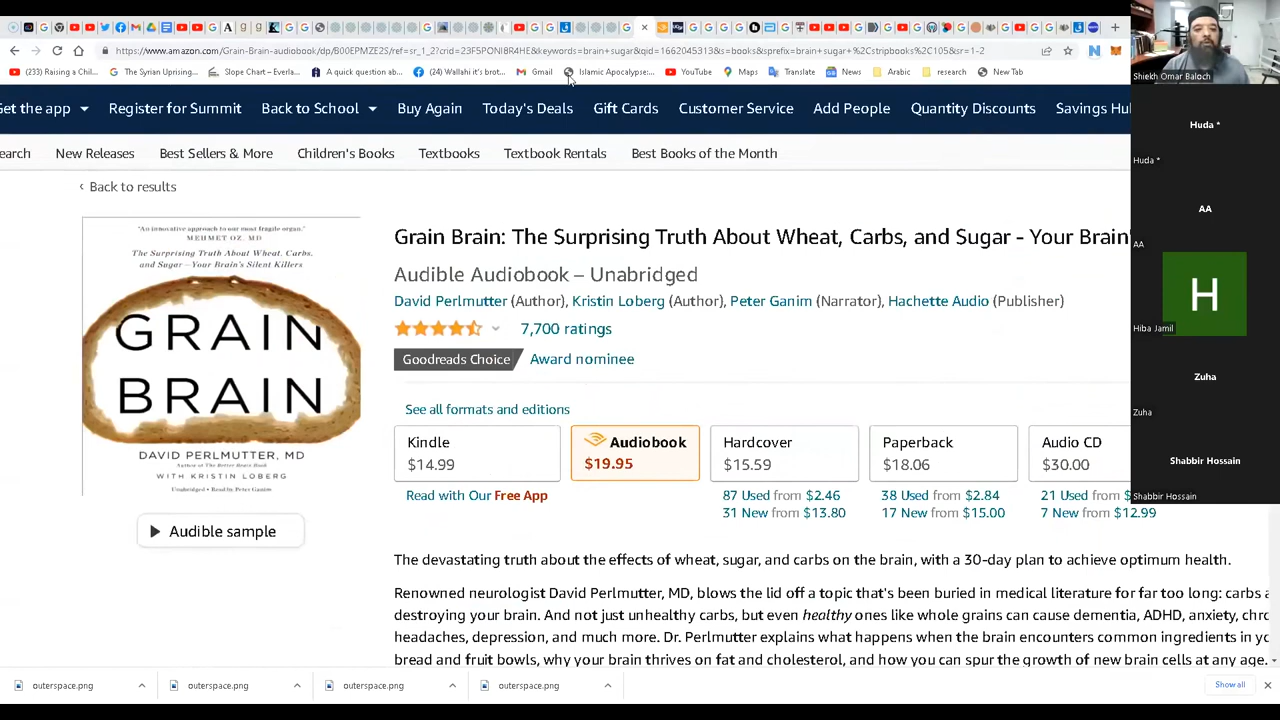 https://www.amazon.com/Grain-Brain-audiobook/dp/B00EPMZE2S/ref=sr_1_2?crid=23F5PQNI8R4HE&keywords=brain+sugar&qid=1662045313&s=books&sprefix=brain+sugar+%2Cstripbooks%2C105&sr=1-2
(233) Raising a Chil... The Syrian Uprising... Slope Chart – Everla... A quick question ab... (24) Wallahi it's brot... Gmail Islamic Apocalypse:... YouTube Maps Translate News Arabic research New Tab
Get the app Register for Summit Back to School Buy Again Today's Deals Gift Cards Customer Service Add People Quantity Discounts Savings Hu
earch New Releases Best Sellers & More Children's Books Textbooks Textbook Rentals Best Books of the Month
‹ Back to results
"An innovative approach to our most fragile organ."
MEHMET OZ, MD
The Surprising Truth About Wheat, Carbs,
and Sugar—Your Brain's Silent Killers
GRAIN
BRAIN
DAVID PERLMUTTER, MD
Author of The Better Brain Book
WITH KRISTIN LOBERG
Unabridged • Read by Peter Ganim
Audible sample
Grain Brain: The Surprising Truth About Wheat, Carbs, and Sugar - Your Brain'
Audible Audiobook – Unabridged
David Perlmutter (Author), Kristin Loberg (Author), Peter Ganim (Narrator), Hachette Audio (Publisher)
7,700 ratings
Goodreads Choice Award nominee
See all formats and editions
Kindle Audiobook Hardcover Paperback Audio CD
$14.99 $19.95 $15.59 $18.06 $30.00
Read with Our Free App 87 Used from $2.46 38 Used from $2.84 21 Used from $
31 New from $13.80 17 New from $15.00 7 New from $12.99
The devastating truth about the effects of wheat, sugar, and carbs on the brain, with a 30-day plan to achieve optimum health.
Renowned neurologist David Perlmutter, MD, blows the lid off a topic that's been buried in medical literature for far too long: carbs a
destroying your brain. And not just unhealthy carbs, but even healthy ones like whole grains can cause dementia, ADHD, anxiety, chro
headaches, depression, and much more. Dr. Perlmutter explains what happens when the brain encounters common ingredients in yo
bread and fruit bowls, why your brain thrives on fat and cholesterol, and how you can spur the growth of new brain cells at any age.
outerspace.png outerspace.png outerspace.png outerspace.png Show all
Shiekh Omar Baloch
Huda *
Huda *
AA
AA
H
Hiba Jamil
Zuha
Zuha
Shabbir Hossain
Shabbir Hossain